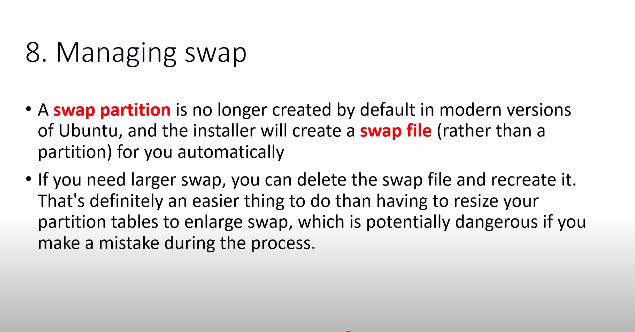 8. Managing swap
• A swap partition is no longer created by default in modern versions
of Ubuntu, and the installer will create a swap file (rather than a
partition) for you automatically
• If you need larger swap, you can delete the swap file and recreate it.
That's definitely an easier thing to do than having to resize your
partition tables to enlarge swap, which is potentially dangerous if you
make a mistake during the process.